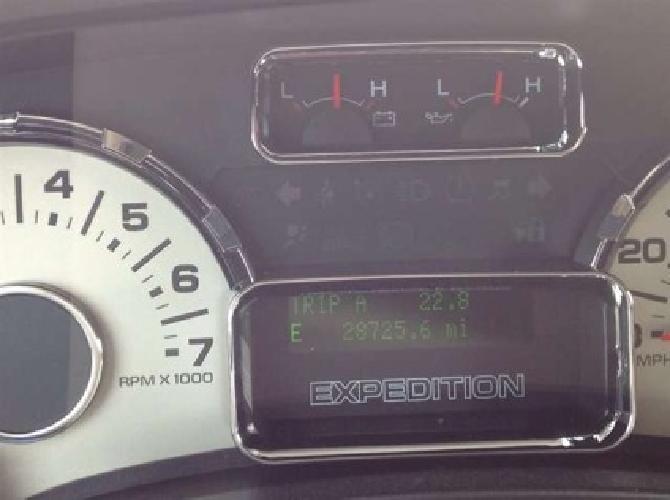 L H L H
4
5
6
7
RPM X 1000
20
MPH
TRIP A 22.8
E 28725.6 mi
EXPEDITION